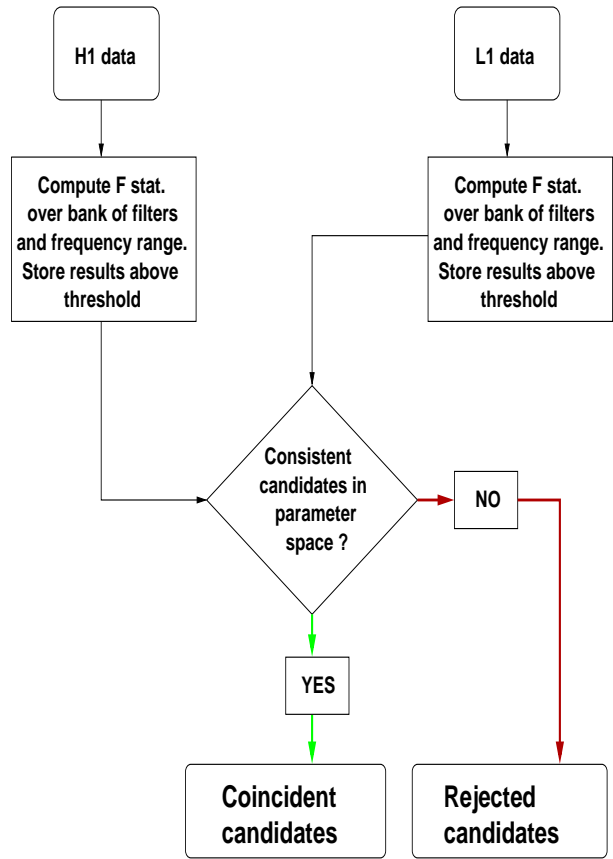 H1 data
L1 data
Compute F stat.
over bank of filters
and frequency range.
Store results above
threshold
Compute F stat.
over bank of filters
and frequency range.
Store results above
threshold
Consistent
candidates in
parameter
space ?
NO
YES
Coincident
candidates
Rejected
candidates